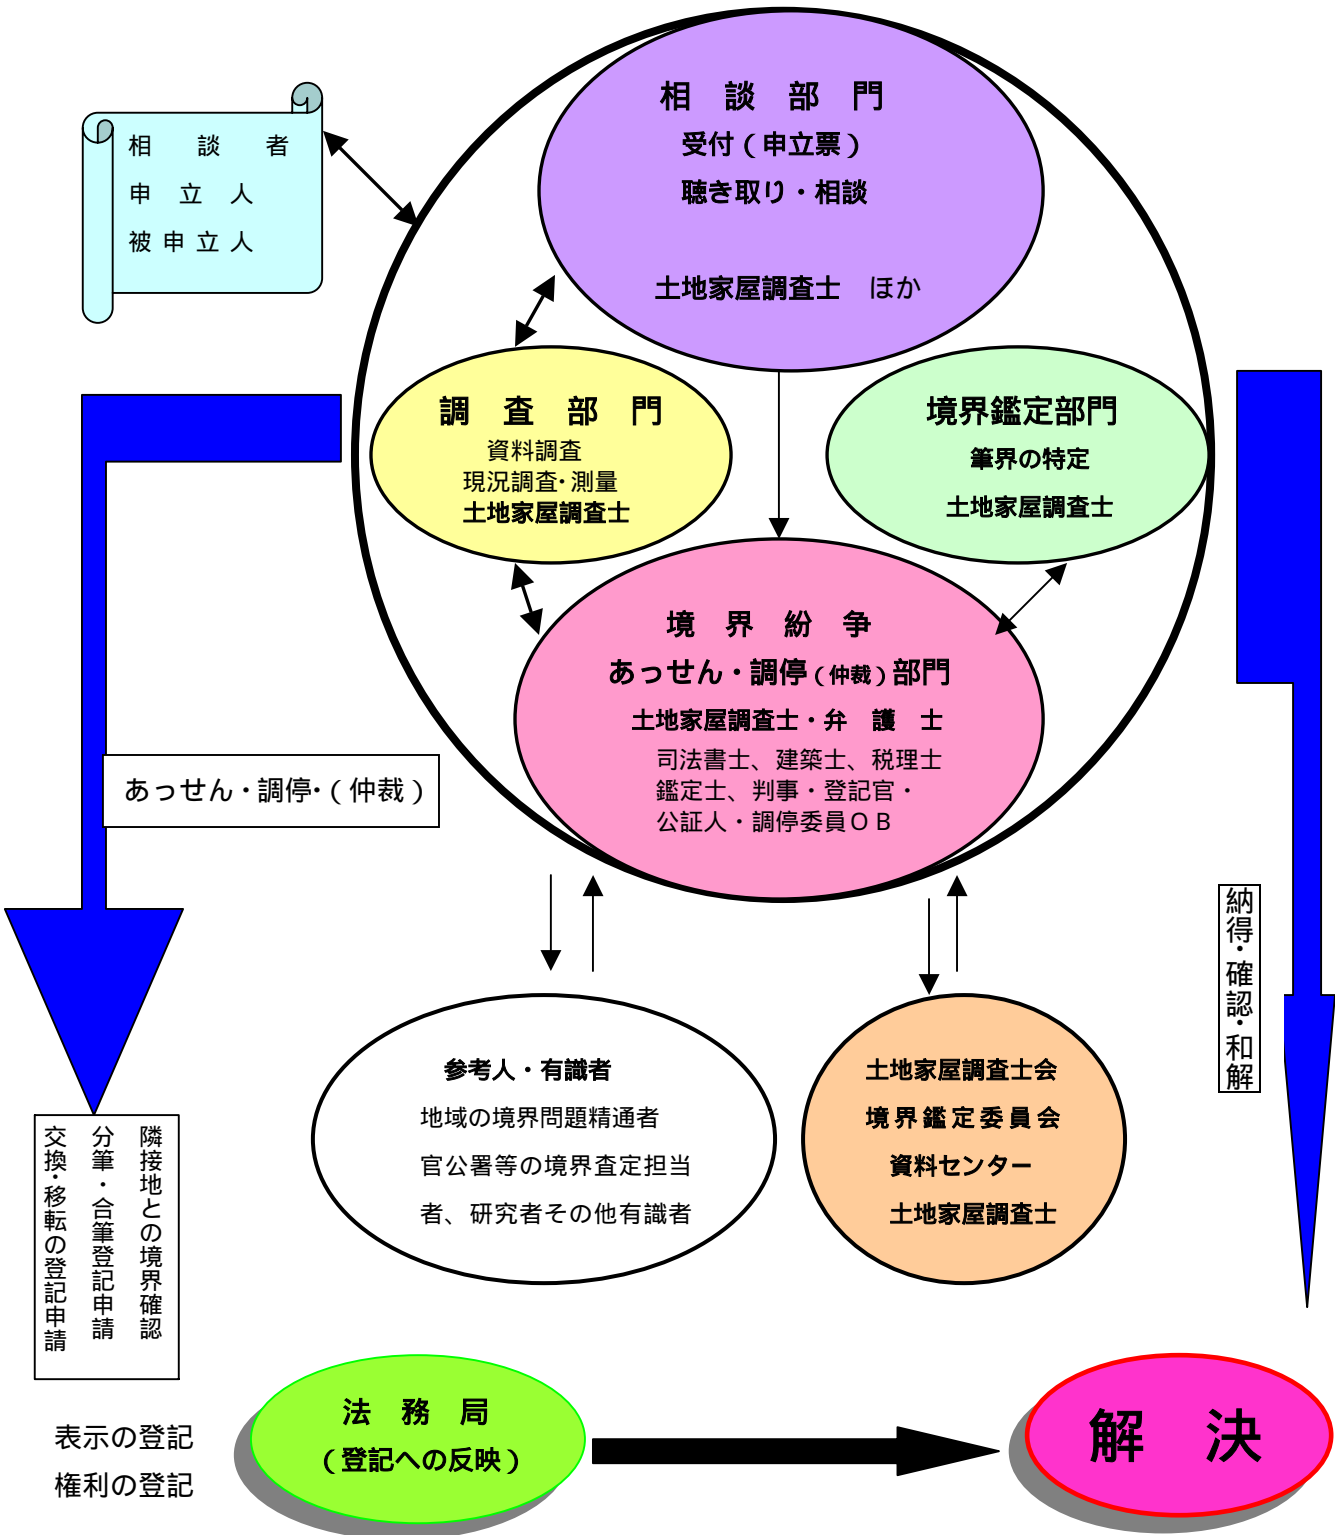 相　談　部　門
受付（申立票）
聴き取り・相談
土地家屋調査士　ほか
相　談　者
申　立　人
被申立人
調　査　部　門
資料調査
現況調査・測量
土地家屋調査士
境界鑑定部門
筆界の特定
土地家屋調査士
境　界　紛　争
あっせん・調停（仲裁）部門
土地家屋調査士・弁　護　士
司法書士、建築士、税理士
鑑定士、判事・登記官・
公証人・調停委員ＯＢ
あっせん・調停・（仲裁）
納得・確認・和解
参考人・有識者
地域の境界問題精通者
官公署等の境界査定担当
者、研究者その他有識者
土地家屋調査士会
境界鑑定委員会
資料センター
土地家屋調査士
隣接地との境界確認
分筆・合筆登記申請
交換・移転の登記申請
表示の登記
権利の登記
法　務　局
（登記への反映）
解　決